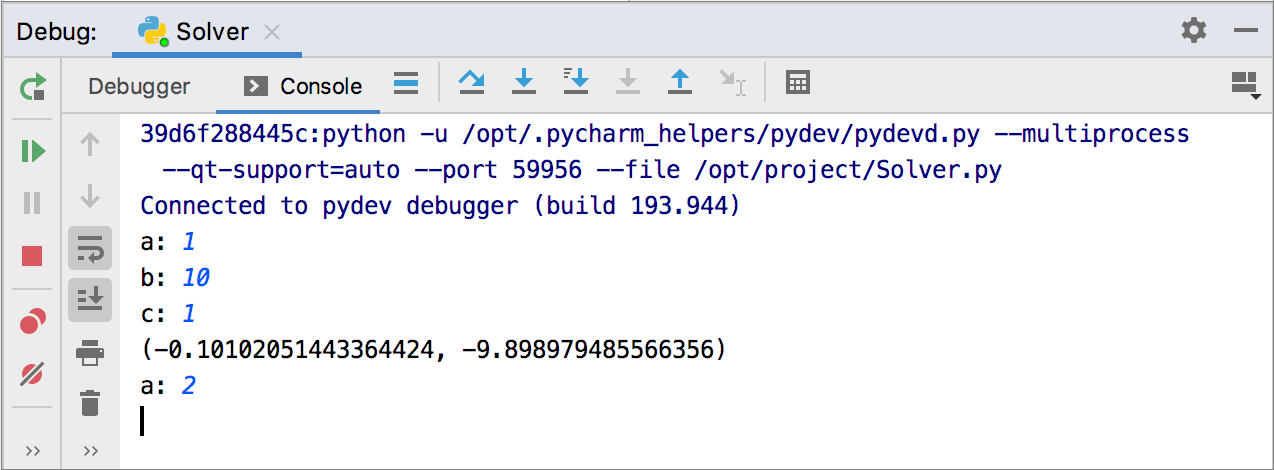 Debug: Solver
Debugger Console
39d6f288445c:python -u /opt/.pycharm_helpers/pydev/pydevd.py --multiprocess
--qt-support=auto --port 59956 --file /opt/project/Solver.py
Connected to pydev debugger (build 193.944)
a: 1
b: 10
c: 1
(-0.10102051443364424, -9.898979485566356)
a: 2